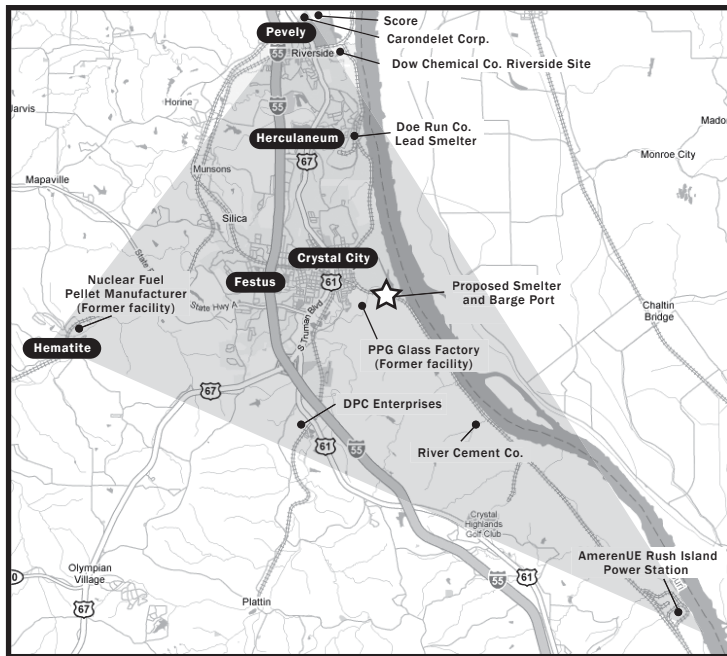 Score
Carondelet Corp.
Pevely
Riverside
55
Dow Chemical Co. Riverside Site
Horine
55
Herculaneum
Doe Run Co.
Lead Smelter
67
Monroe City
Munsons
Mapaville
Silica
Crystal City
Festus
61
Nuclear Fuel
Pellet Manufacturer
(Former facility)
State Hwy A
S Truman Blvd
Proposed Smelter
and Barge Port
Chaltin
Bridge
Hematite
PPG Glass Factory
(Former facility)
67
DPC Enterprises
61
55
River Cement Co.
Crystal
Highlands
Golf Club
AmerenUE Rush Island
Power Station
Olympian
Village
55
61
67
Plattin